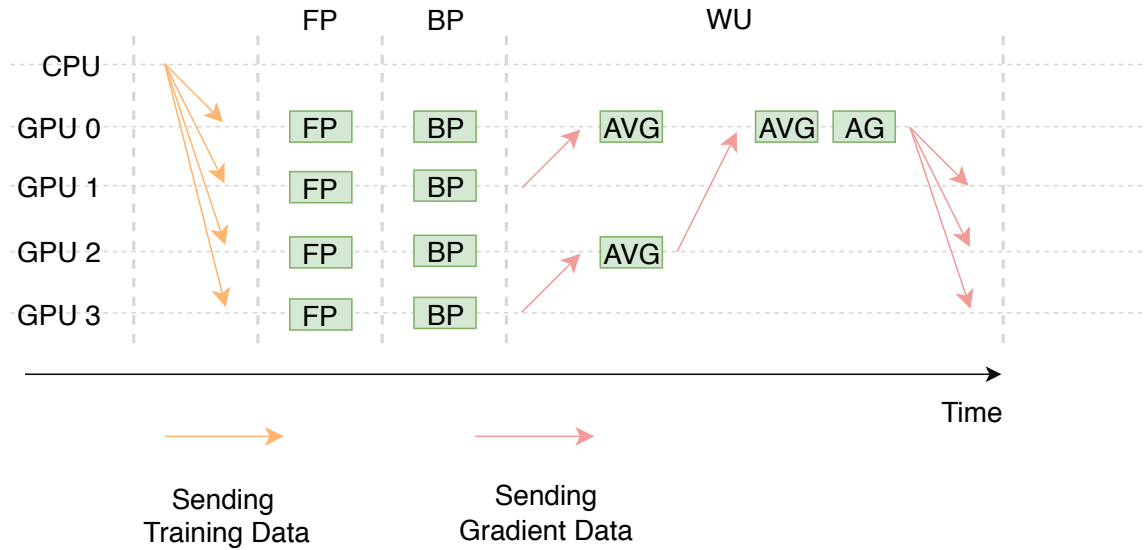 FP BP WU
CPU
GPU 0 FP BP AVG AVG AG
GPU 1 FP BP
GPU 2 FP BP AVG
GPU 3 FP BP
Time
Sending
Training Data
Sending
Gradient Data